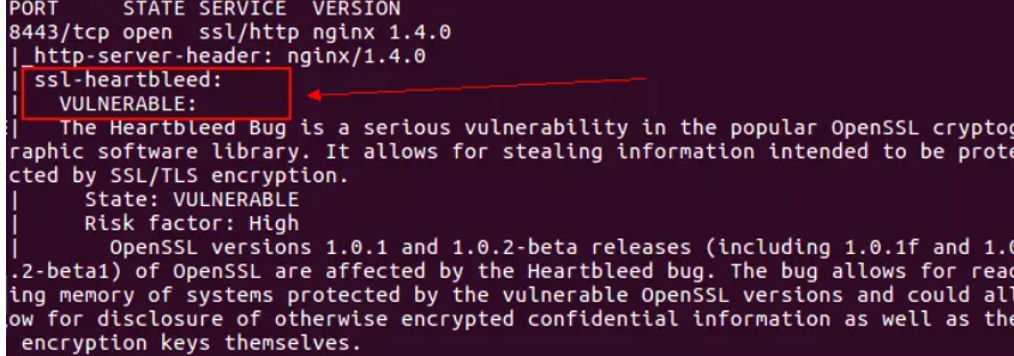 PORT STATE SERVICE VERSION
8443/tcp open ssl/http nginx 1.4.0
|_http-server-header: nginx/1.4.0
| ssl-heartbleed:
| VULNERABLE:
| The Heartbleed Bug is a serious vulnerability in the popular OpenSSL cryptog
raphic software library. It allows for stealing information intended to be prote
cted by SSL/TLS encryption.
| State: VULNERABLE
| Risk factor: High
| OpenSSL versions 1.0.1 and 1.0.2-beta releases (including 1.0.1f and 1.0
.2-beta1) of OpenSSL are affected by the Heartbleed bug. The bug allows for read
ing memory of systems protected by the vulnerable OpenSSL versions and could all
ow for disclosure of otherwise encrypted confidential information as well as the
encryption keys themselves.